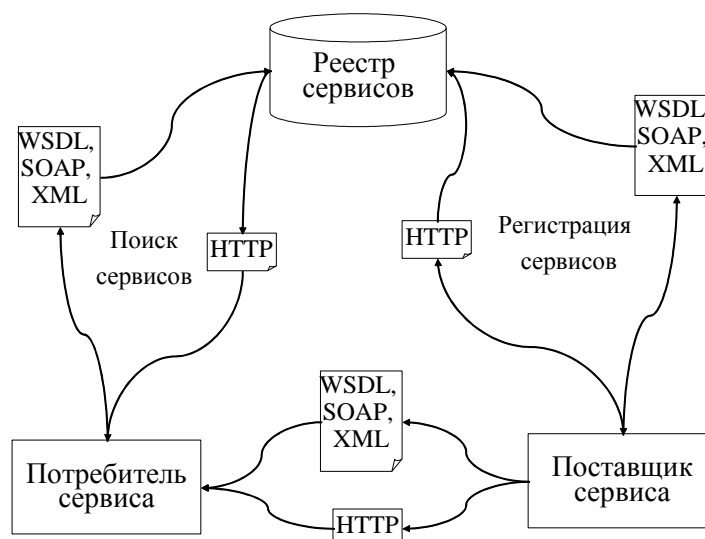 Реестр
сервисов
WSDL,
SOAP,
XML
WSDL,
SOAP,
XML
Поиск
сервисов
HTTP
HTTP
Регистрация
сервисов
WSDL,
SOAP,
XML
Потребитель
сервиса
HTTP
Поставщик
сервиса